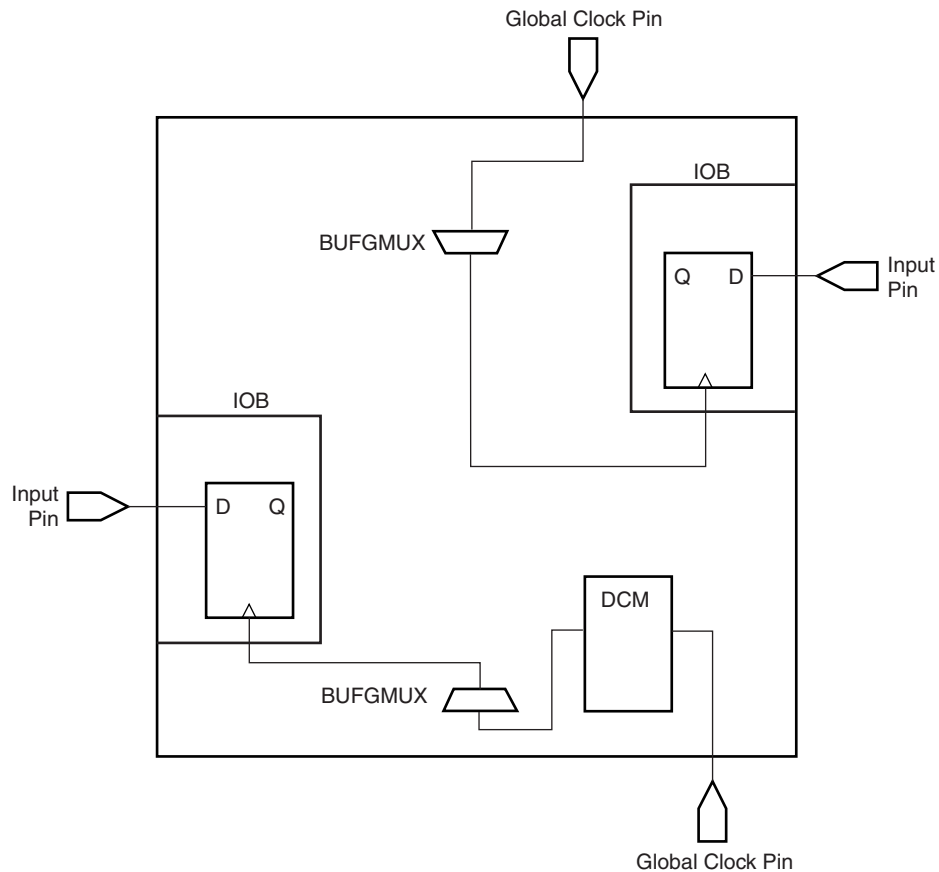 Global Clock Pin
IOB
BUFGMUX
Q D
Input
Pin
IOB
Input
Pin
D Q
DCM
BUFGMUX
Global Clock Pin